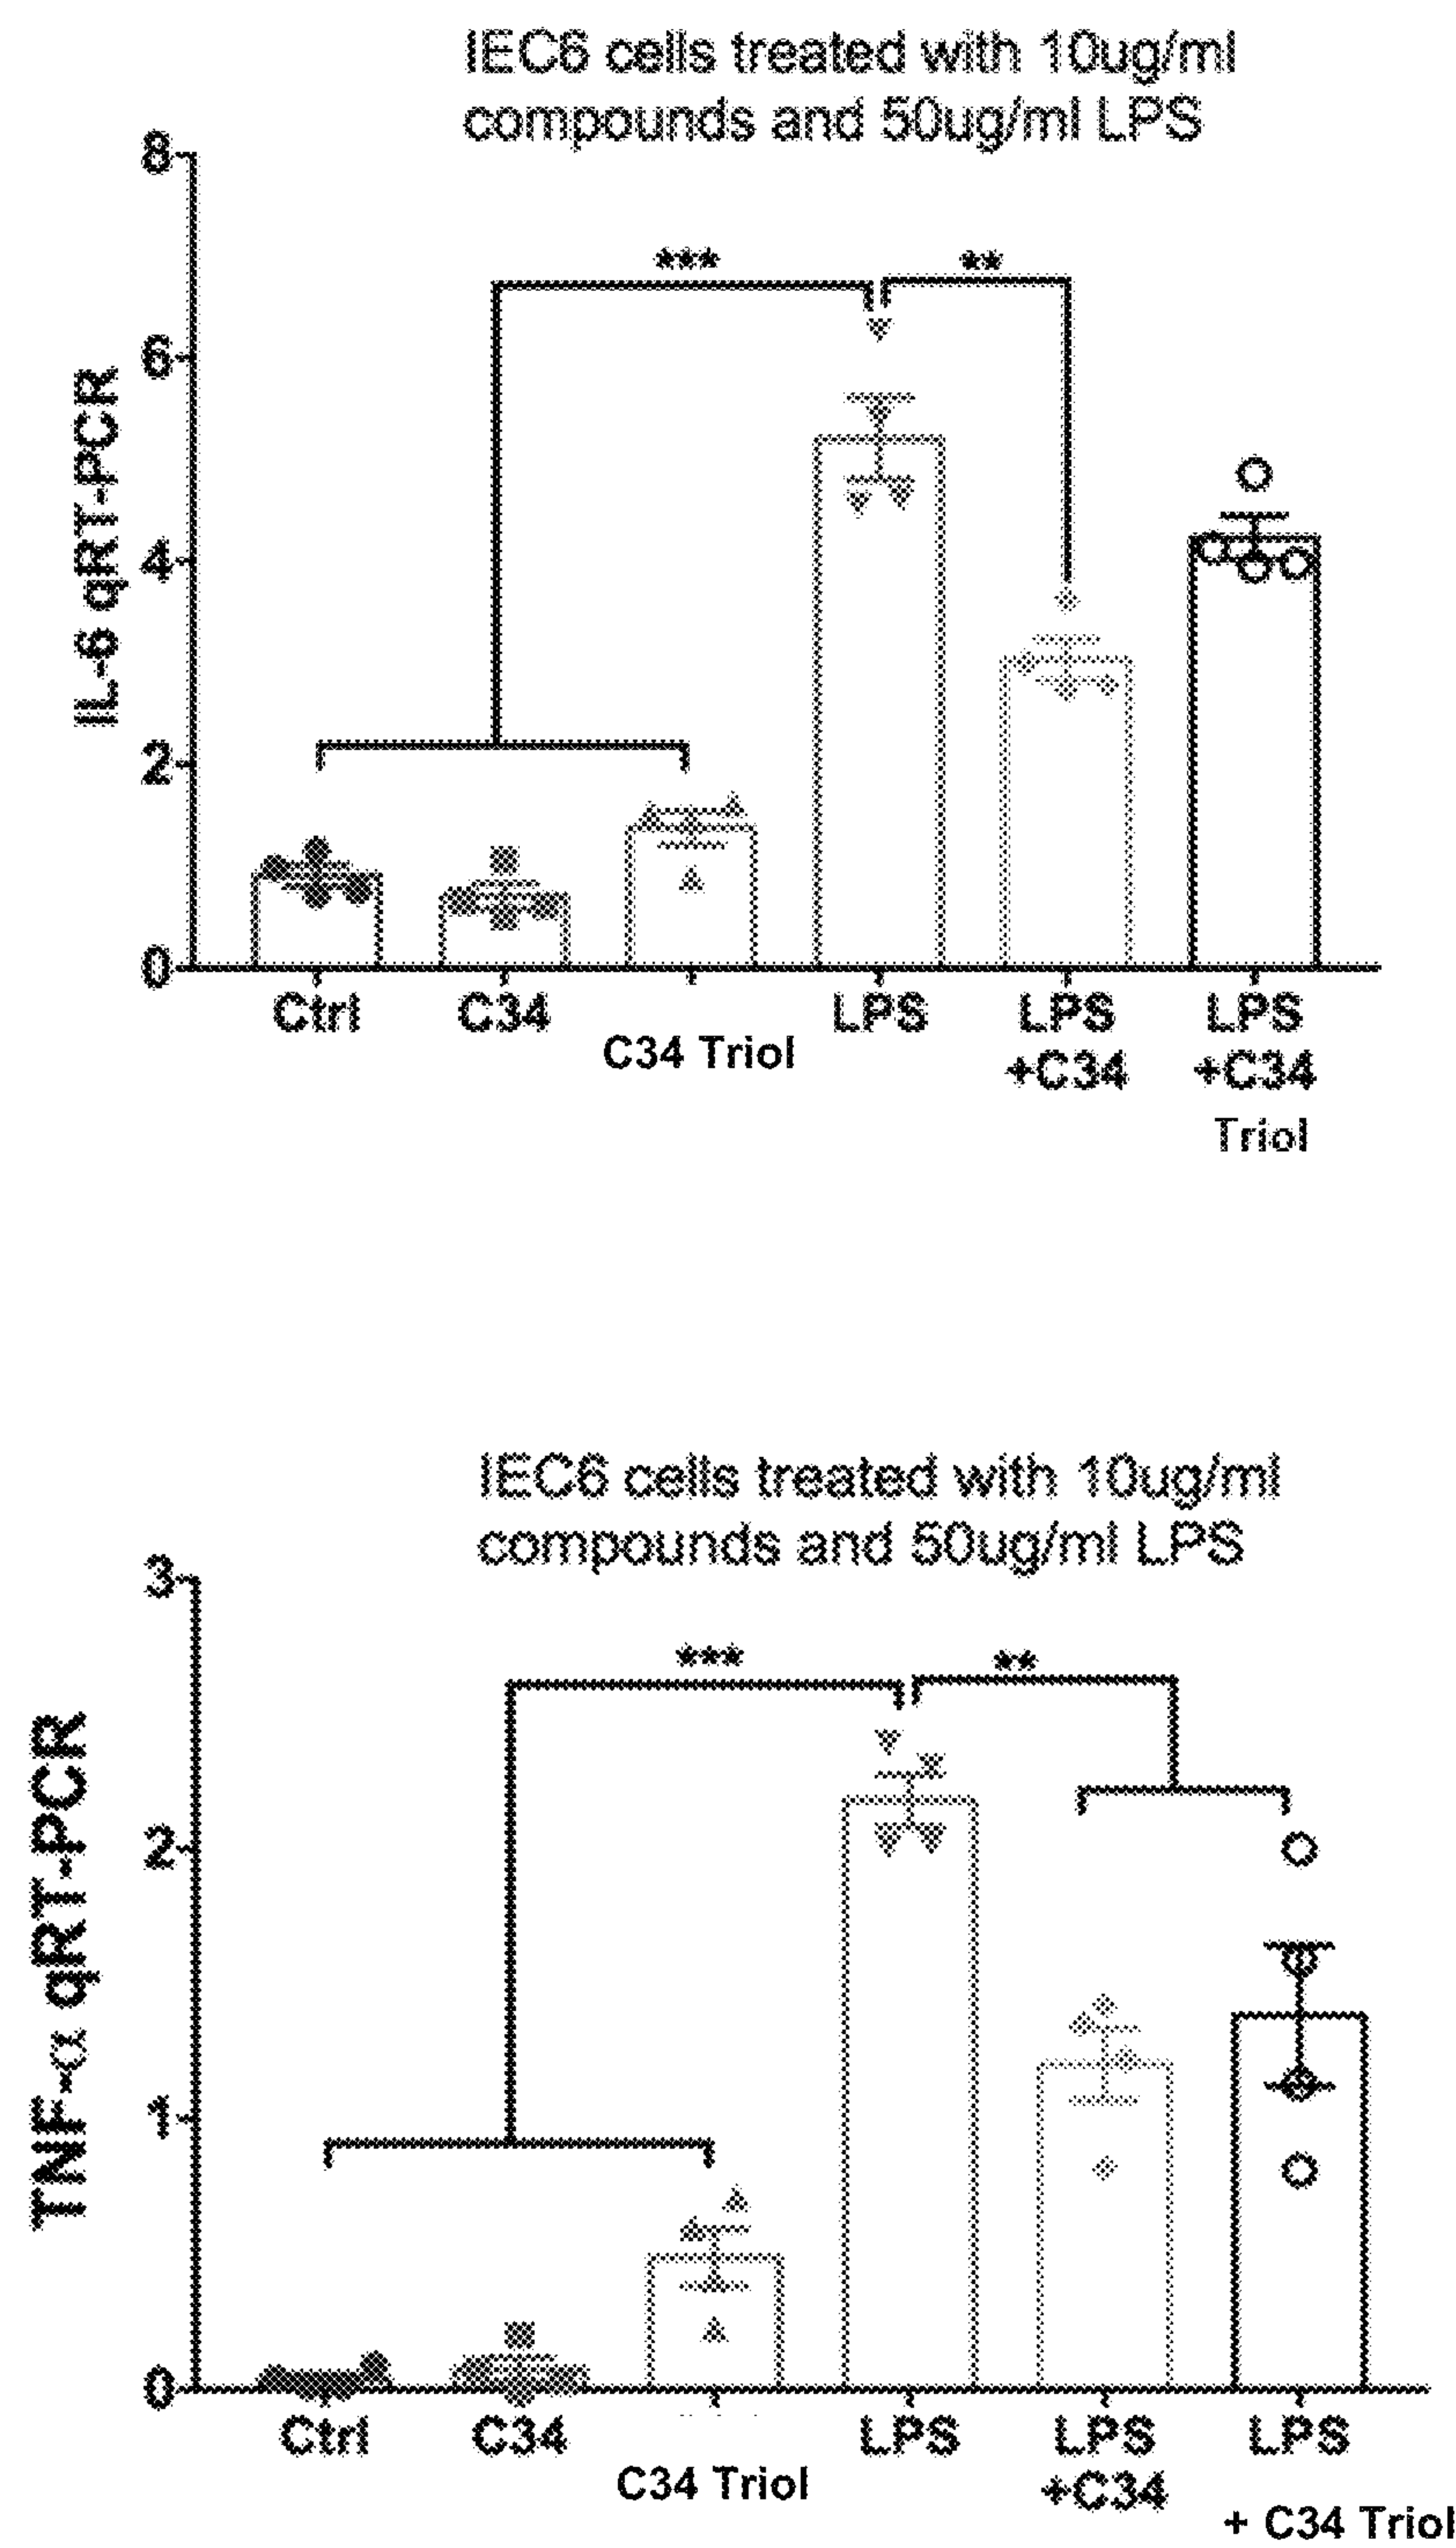 IEC6 cells treated with 10ug/ml
compounds and 50ug/ml LPS
8
***
**
6
IL-6 qRT-PCR
4
2
0
Ctrl
C34
C34 Triol
LPS
LPS
+C34
LPS
+C34
Triol
IEC6 cells treated with 10ug/ml
compounds and 50ug/ml LPS
3
***
**
2
TNF-α qRT-PCR
1
0
Ctrl
C34
C34 Triol
LPS
LPS
+C34
LPS
+ C34 Triol